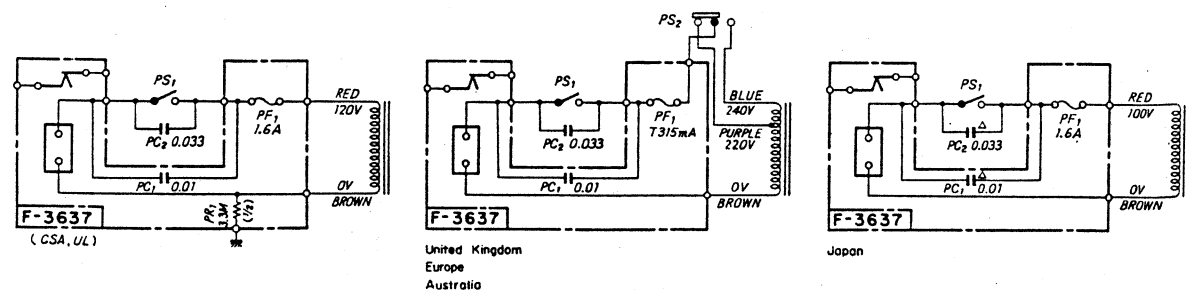 PS1
RED
120V
PF1
1.6A
PC2 0.033
PC1 0.01
0V
BROWN
PR1
3.3M
(1/2)
F-3637
(CSA, UL)
PS2
PS1
BLUE
240V
PF1
T315mA
PURPLE
220V
PC2 0.033
PC1 0.01
0V
BROWN
F-3637
United Kingdom
Europe
Australia
PS1
RED
100V
PF1
1.6A
△
PC2 0.033
△
PC1 0.01
0V
BROWN
F-3637
Japan